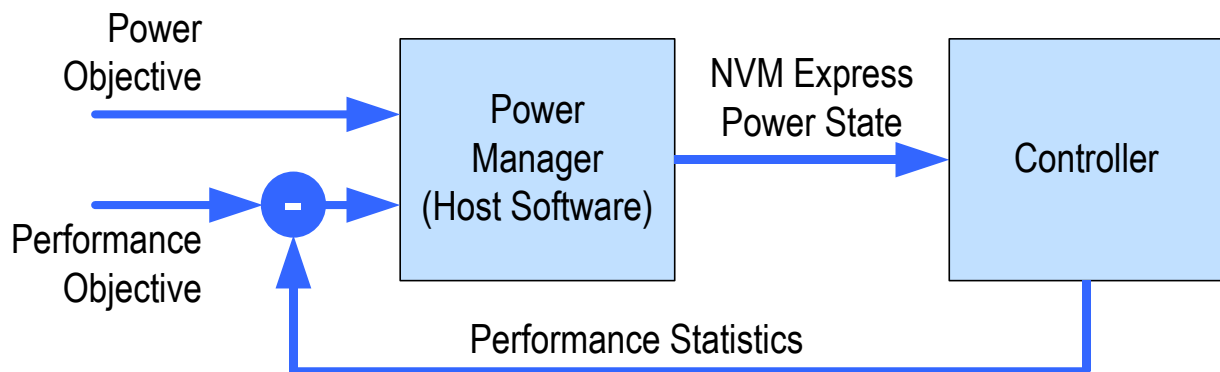 Power
Objective
Performance
Objective
-
Power
Manager
(Host Software)
NVM Express
Power State
Controller
Performance Statistics